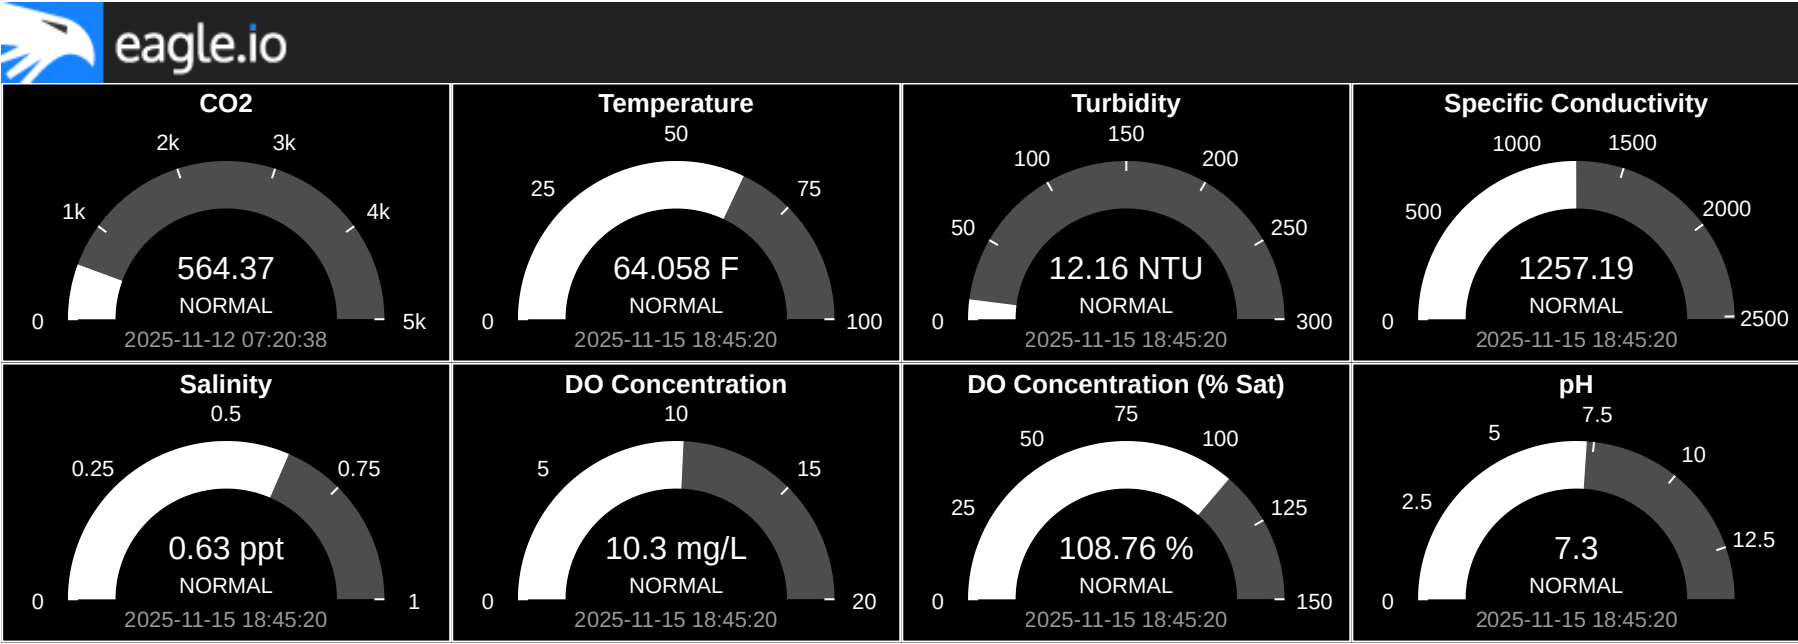 eagle.io
CO2
2k
3k
1k
4k
564.37
NORMAL
0
5k
2025-11-12 07:20:38
Temperature
50
25
75
64.058 F
NORMAL
0
100
2025-11-15 18:45:20
Turbidity
150
100
200
50
250
12.16 NTU
NORMAL
0
300
2025-11-15 18:45:20
Specific Conductivity
1000
1500
500
2000
1257.19
NORMAL
0
2500
2025-11-15 18:45:20
Salinity
0.5
0.25
0.75
0.63 ppt
NORMAL
0
1
2025-11-15 18:45:20
DO Concentration
10
5
15
10.3 mg/L
NORMAL
0
20
2025-11-15 18:45:20
DO Concentration (% Sat)
75
50
100
25
125
108.76 %
NORMAL
0
150
2025-11-15 18:45:20
pH
7.5
5
10
2.5
12.5
7.3
NORMAL
0
2025-11-15 18:45:20